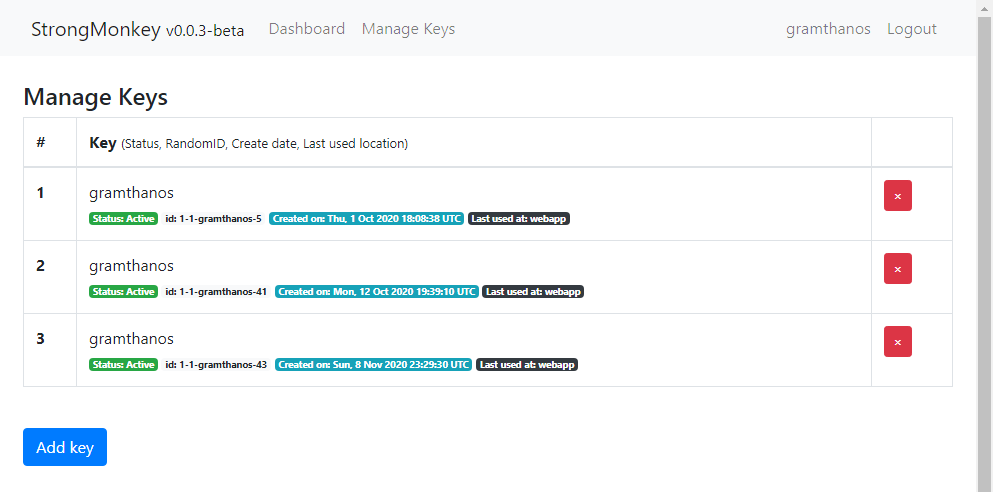 StrongMonkey v0.0.3-beta Dashboard Manage Keys gramthanos Logout
Manage Keys
# Key (Status, RandomID, Create date, Last used location)
1 gramthanos ×
Status: Active id: 1-1-gramthanos-5 Created on: Thu, 1 Oct 2020 18:08:38 UTC Last used at: webapp
2 gramthanos ×
Status: Active id: 1-1-gramthanos-41 Created on: Mon, 12 Oct 2020 19:39:10 UTC Last used at: webapp
3 gramthanos ×
Status: Active id: 1-1-gramthanos-43 Created on: Sun, 8 Nov 2020 23:29:30 UTC Last used at: webapp
Add key